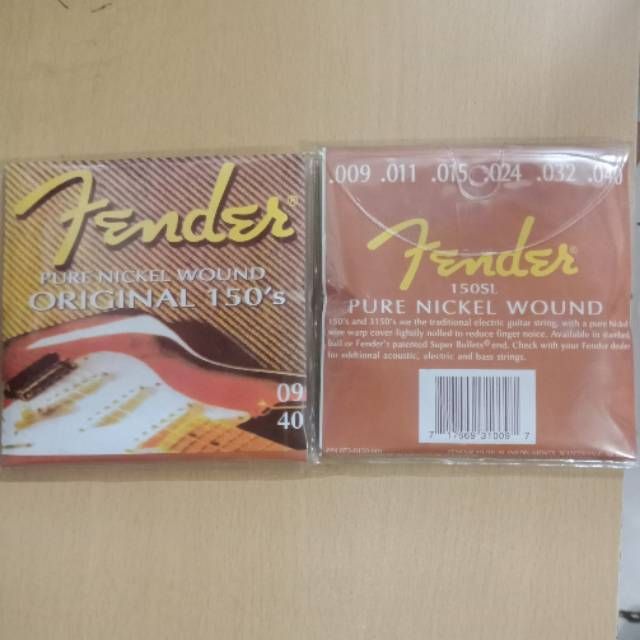 Fender®
PURE NICKEL WOUND
ORIGINAL 150's
09
40
.009 .011 .015 .024 .032 .040
Fender®
150SL
PURE NICKEL WOUND
150's and 3150's are the traditional electric guitar string, with a pure nickel
wire warp cover lightly rolled to reduce finger noise. Available in standard
ball or Fender's patented Super Bullets® end. Check with your Fender dealer
for additional acoustic, electric and bass strings.
7 17669 31009 7